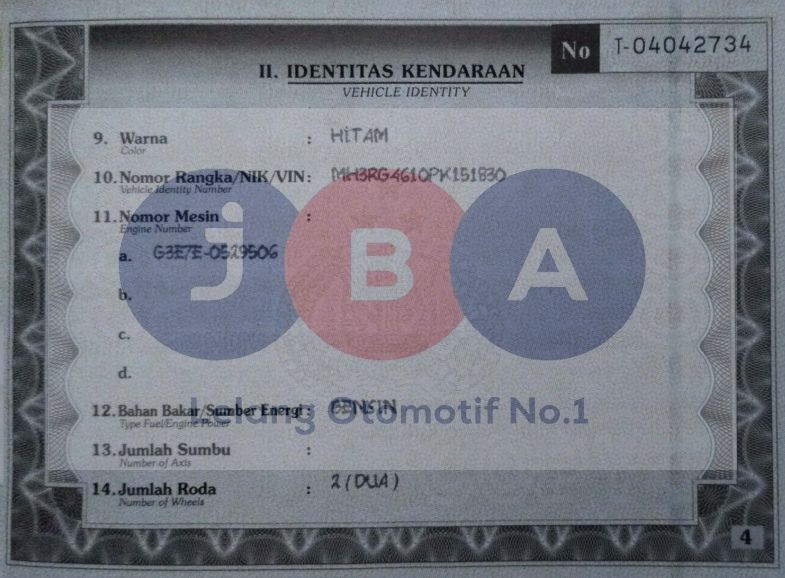 No T-04042734
II. IDENTITAS KENDARAAN
VEHICLE IDENTITY
9. Warna : HITAM
Color
10. Nomor Rangka/NIK/VIN: MH3RG4610PK151830
Vehicle Identity Number
11. Nomor Mesin :
Engine Number
a. G3E7E-0529506
b.
c.
d.
12. Bahan Bakar/Sumber Energi : BENSIN
Type Fuel/Engine Power
13. Jumlah Sumbu :
Number of Axis
14. Jumlah Roda : 2 (DUA)
Number of Wheels
4
jBA
Lelang Otomotif No.1